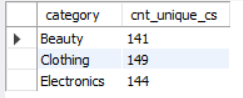 category cnt_unique_cs
Beauty 141
Clothing 149
Electronics 144